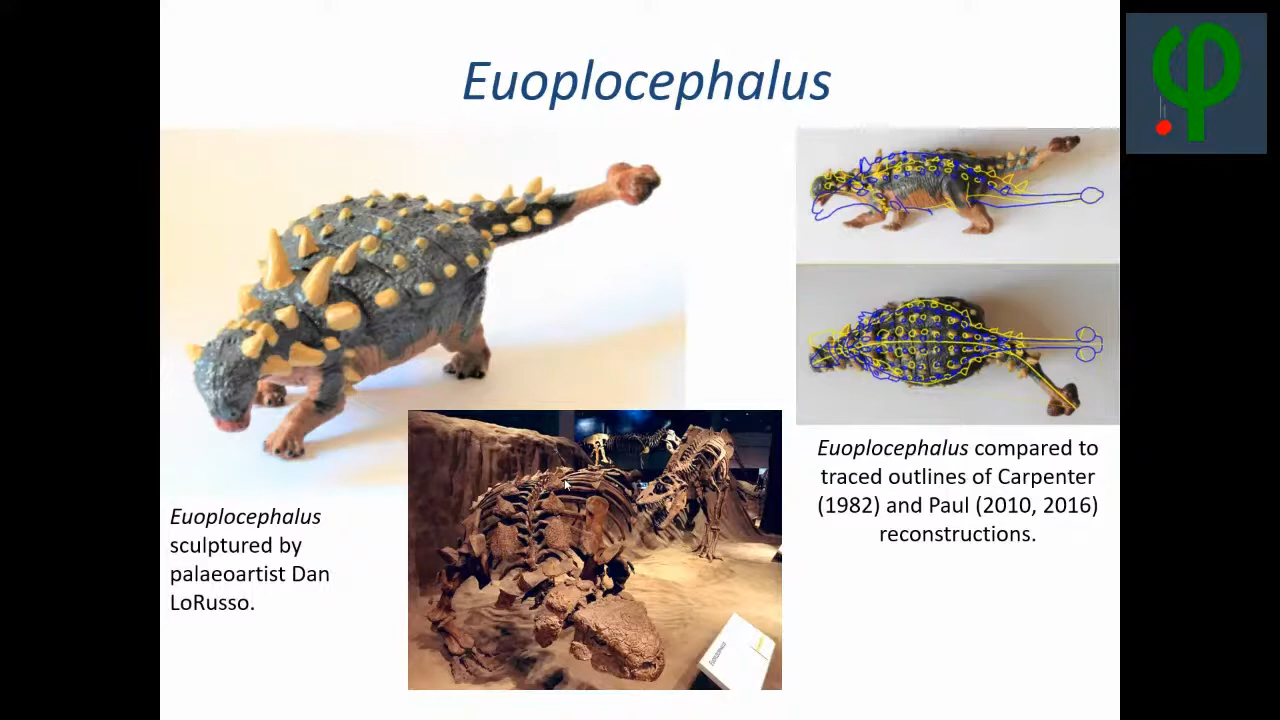 Euoplocephalus
Euoplocephalus
sculptured by
palaeoartist Dan
LoRusso.
Euoplocephalus compared to
traced outlines of Carpenter
(1982) and Paul (2010, 2016)
reconstructions.
φ